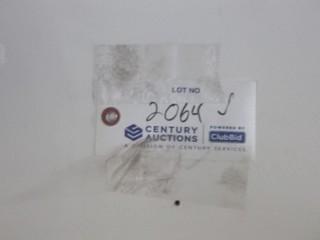 LOT NO
2064 J
CENTURY AUCTIONS
POWERED BY
ClubBid
A DIVISION OF CENTURY SERVICES